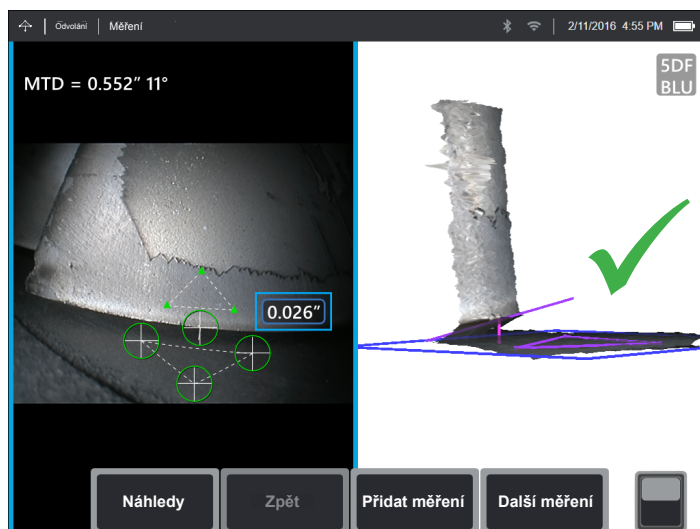 Odvolání
Měření
2/11/2016 4:55 PM
MTD = 0.552" 11°
5DF
BLU
0.026"
Náhledy
Zpět
Přidat měření
Další měření